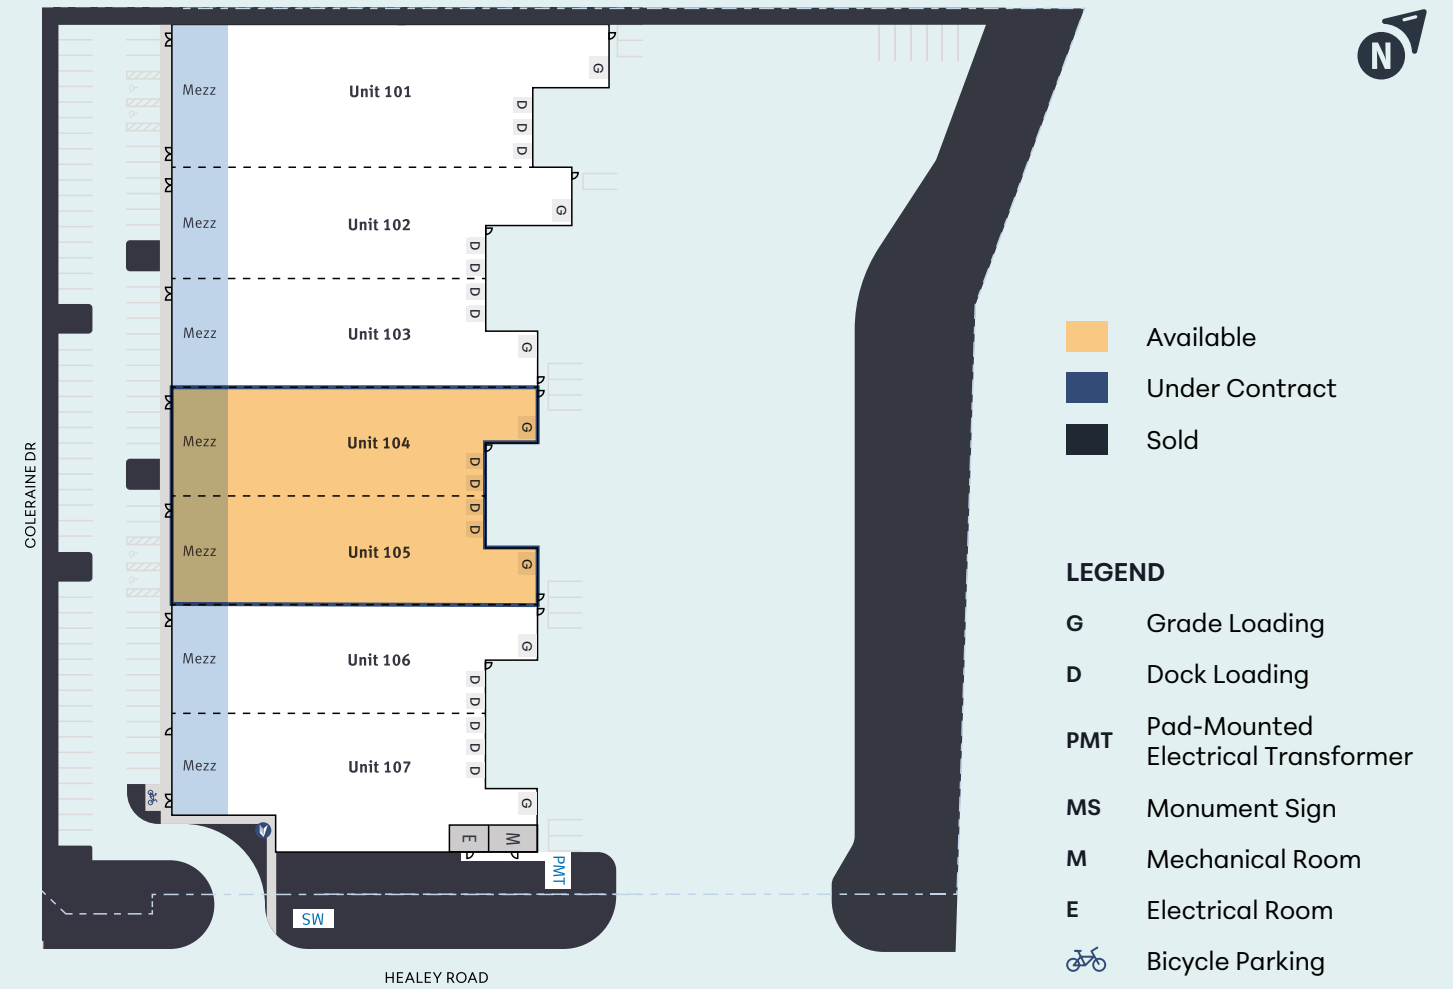 N
Mezz
Unit 101
G
D
D
D
Mezz
Unit 102
G
D
D
Mezz
Unit 103
D
D
G
Mezz
Unit 104
G
D
D
Mezz
Unit 105
D
D
G
Mezz
Unit 106
G
D
D
Mezz
Unit 107
D
D
D
G
E
M
PMT
SW
COLERAINE DR
HEALEY ROAD
Available
Under Contract
Sold
LEGEND
G Grade Loading
D Dock Loading
PMT Pad-Mounted
Electrical Transformer
MS Monument Sign
M Mechanical Room
E Electrical Room
Bicycle Parking